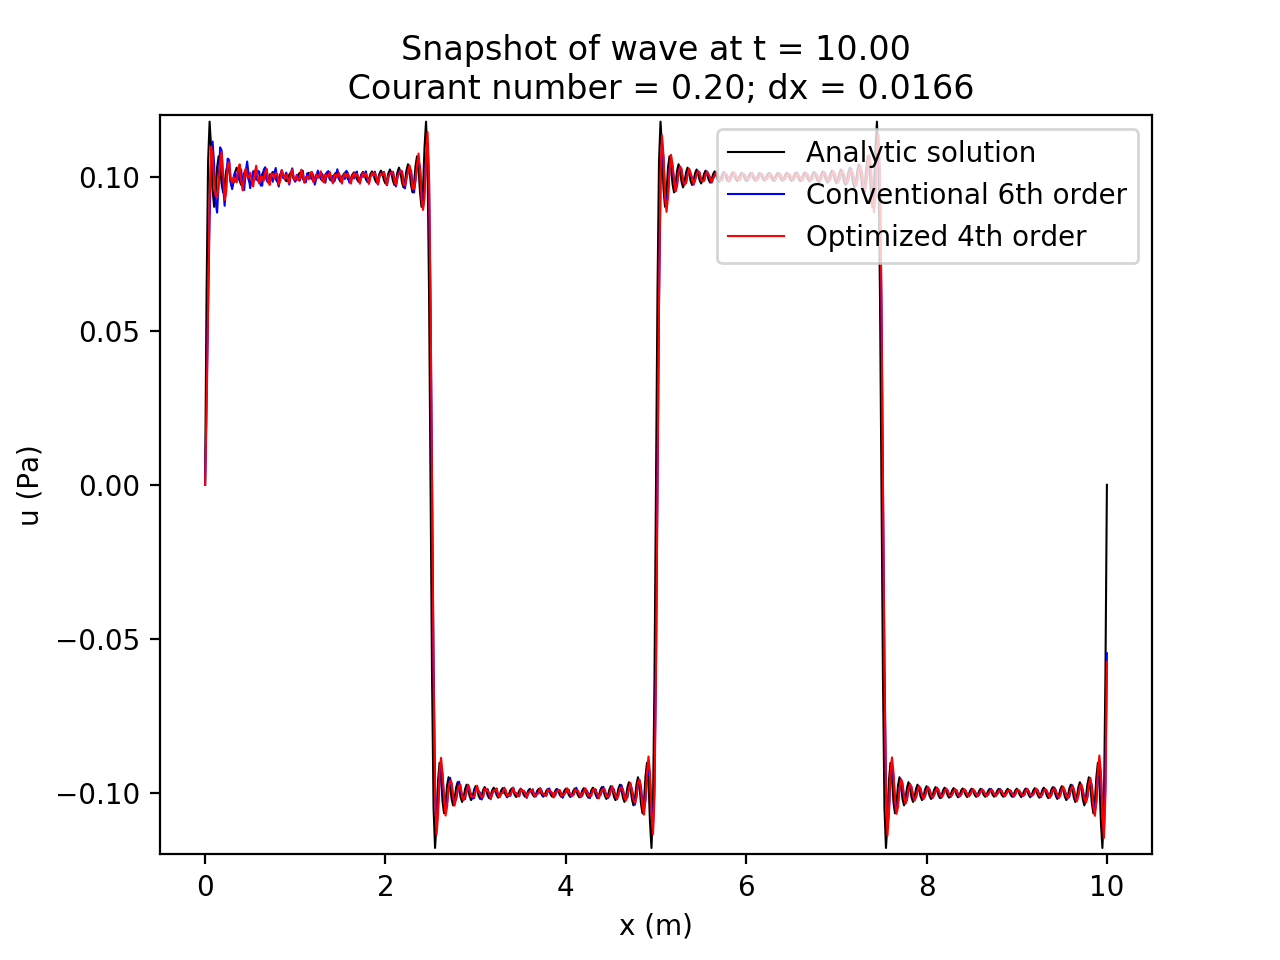 Snapshot of wave at t = 10.00
Courant number = 0.20; dx = 0.0166
Analytic solution
Conventional 6th order
Optimized 4th order
0.10
0.05
0.00
−0.05
−0.10
u (Pa)
0 2 4 6 8 10
x (m)